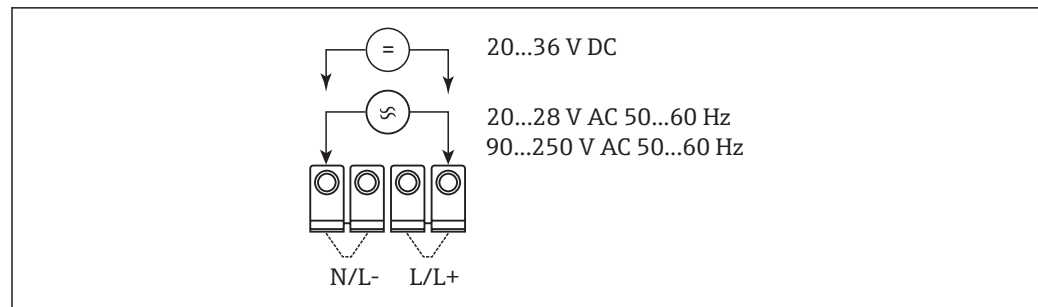 =
20...36 V DC
≈
20...28 V AC 50...60 Hz
90...250 V AC 50...60 Hz
N/L- L/L+